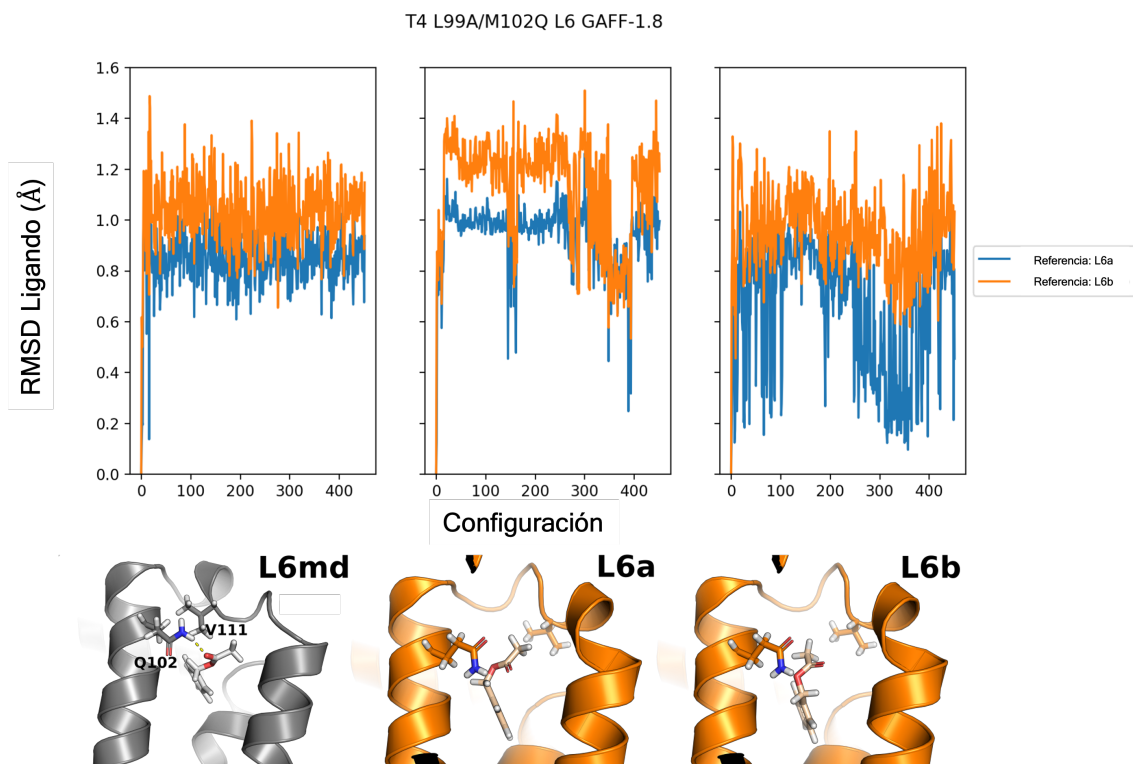 T4 L99A/M102Q L6 GAFF-1.8
RMSD Ligando (Å)
1.6
1.4
1.2
1.0
0.8
0.6
0.4
0.2
0.0
0 100 200 300 400
0 100 200 300 400
0 100 200 300 400
Configuración
Referencia: L6a
Referencia: L6b
L6md
L6a
L6b
V111
Q102